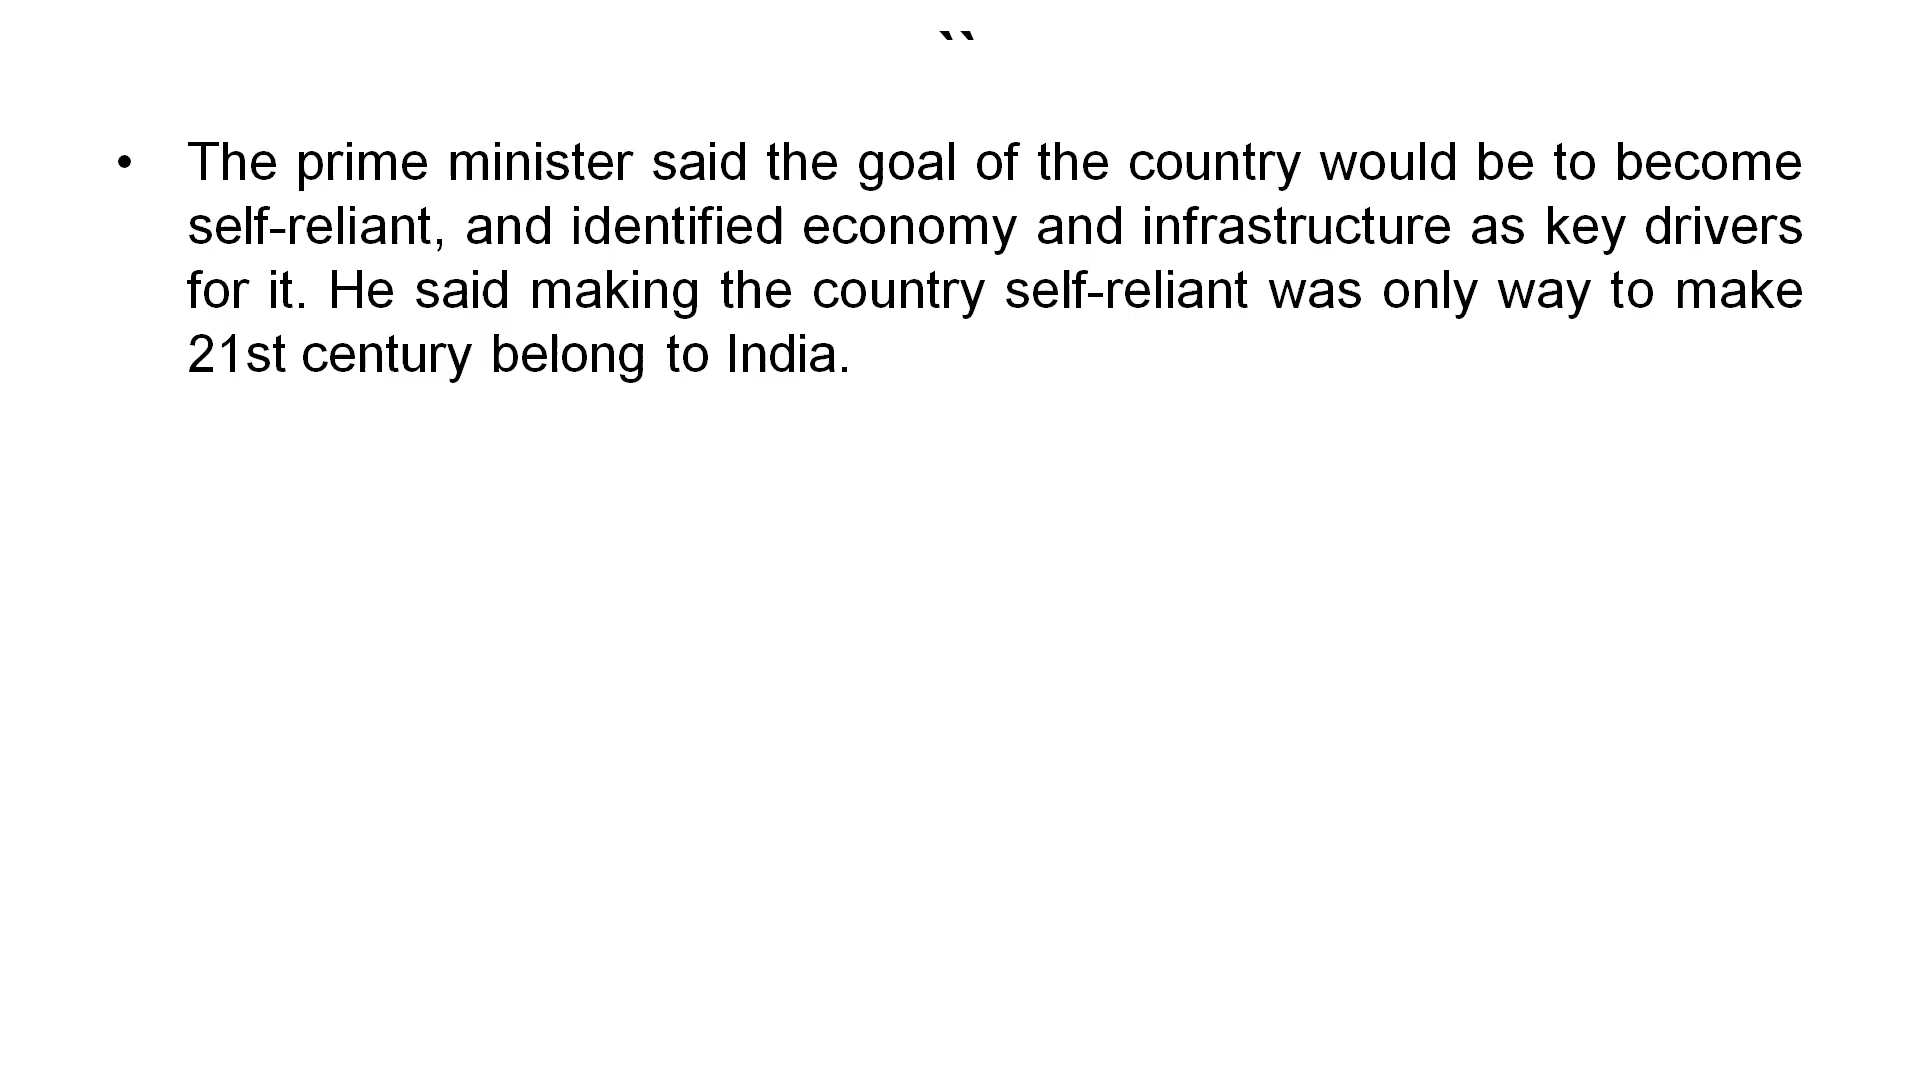 ``
• The prime minister said the goal of the country would be to become
self-reliant, and identified economy and infrastructure as key drivers
for it. He said making the country self-reliant was only way to make
21st century belong to India.